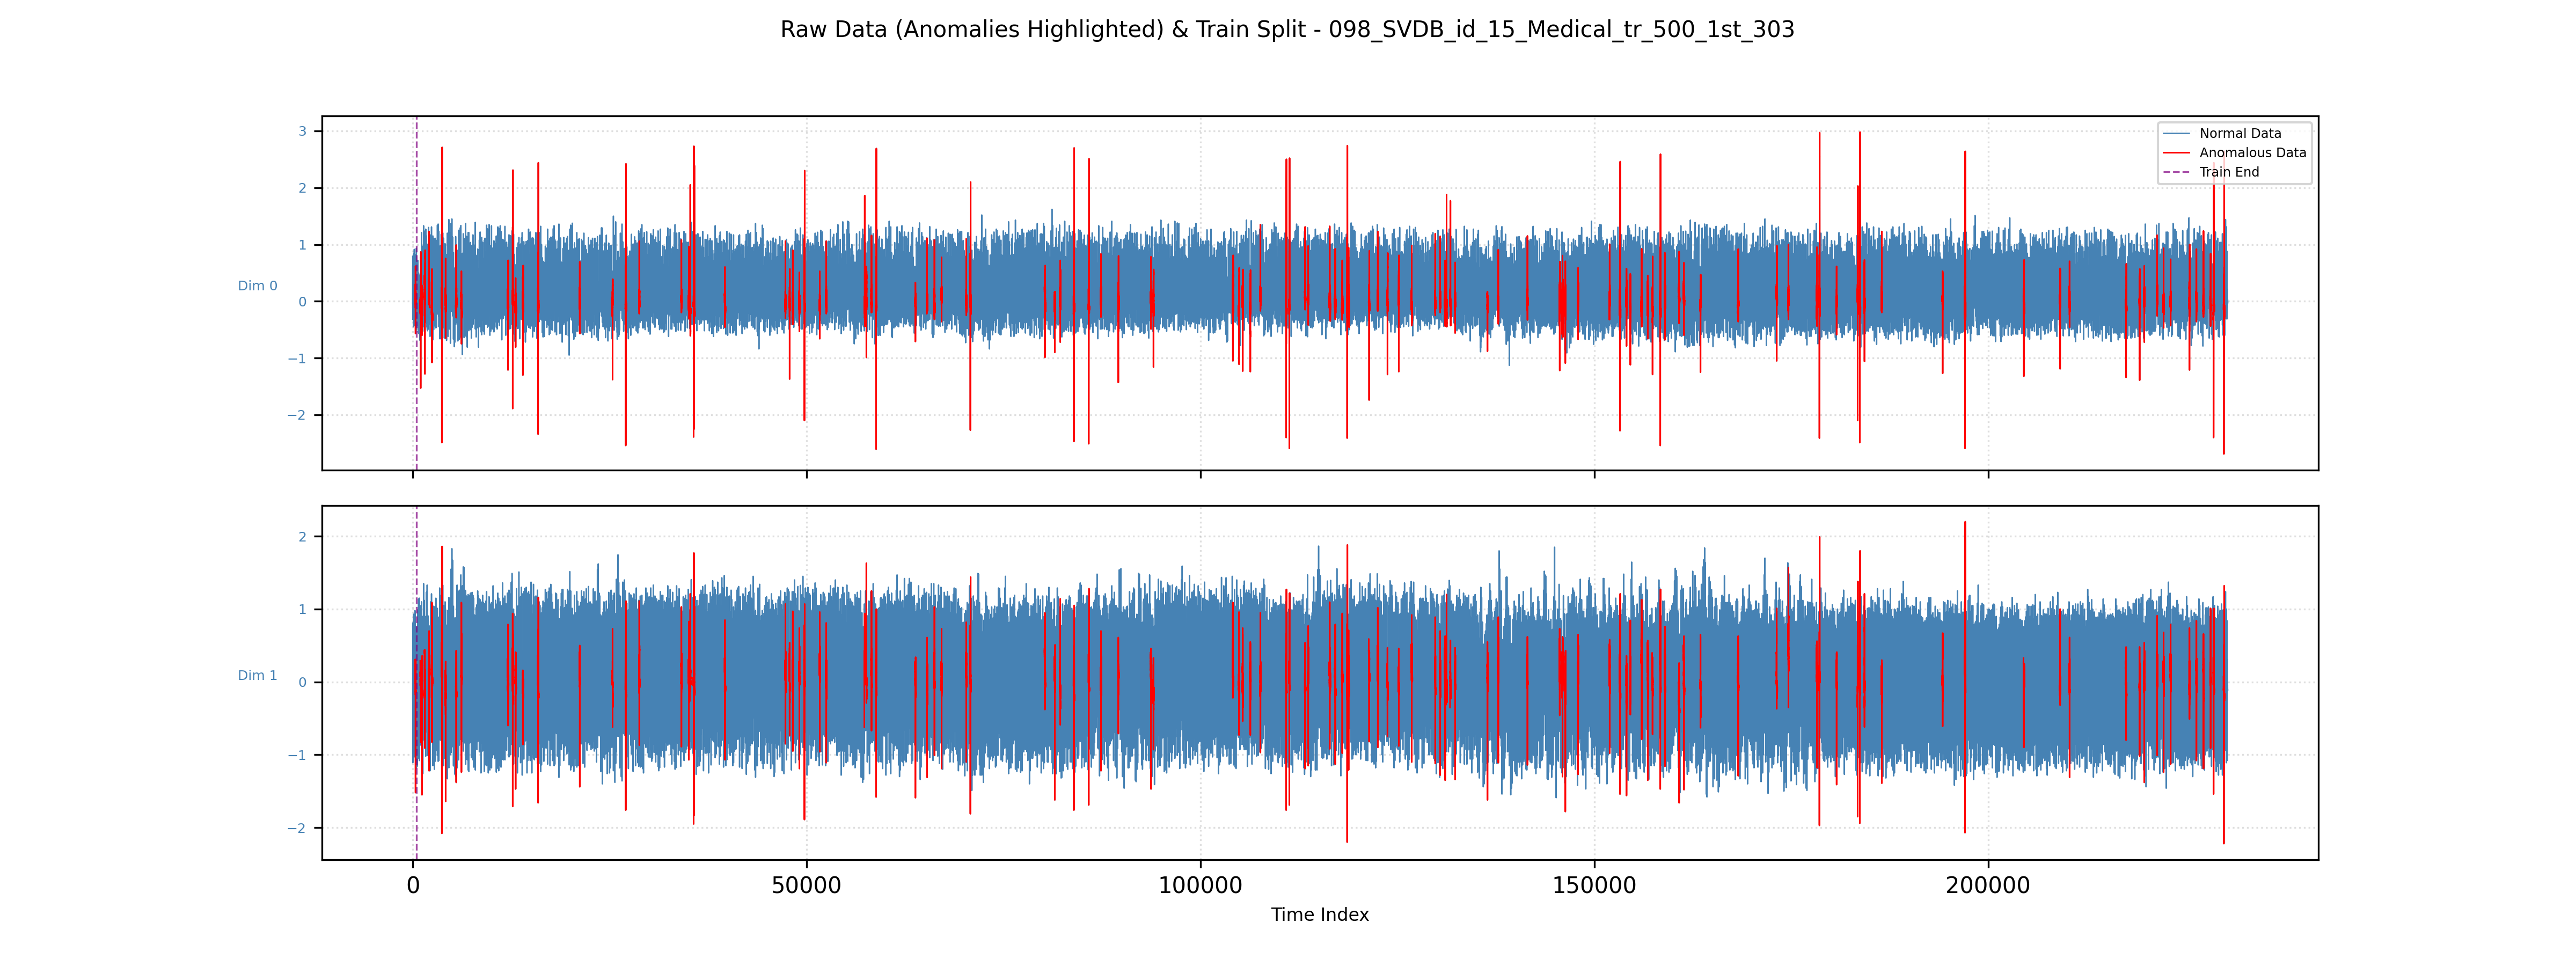 Raw Data (Anomalies Highlighted) & Train Split - 098_SVDB_id_15_Medical_tr_500_1st_303
3
2
1
0
−1
−2
Dim 0
Normal Data
Anomalous Data
Train End
2
1
0
−1
−2
Dim 1
0 50000 100000 150000 200000
Time Index